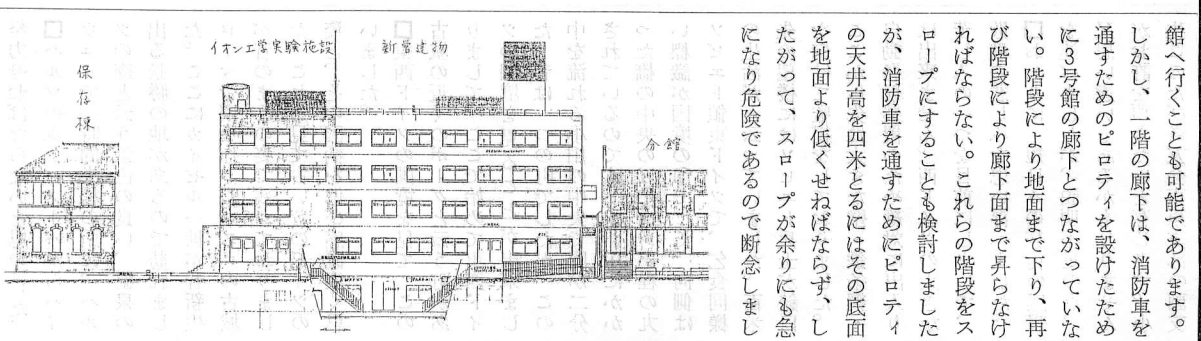 館へ行くことも可能であります。
しかし、一階の廊下は、消防車を
通すためのピロティを設けたため
に3号館の廊下とつながっていな
い。階段により地面まで下り、再
び階段により廊下面まで昇らなけ
ればならない。これらの階段をス
ロープにすることも検討しました
が、消防車を通すためにピロティ
の天井高を四米とるにはその底面
を地面より低くせねばならず、し
たがって、スロープが余りにも急
になり危険であるので断念しまし
合館
新営建物
イオン工学実験施設
保存棟